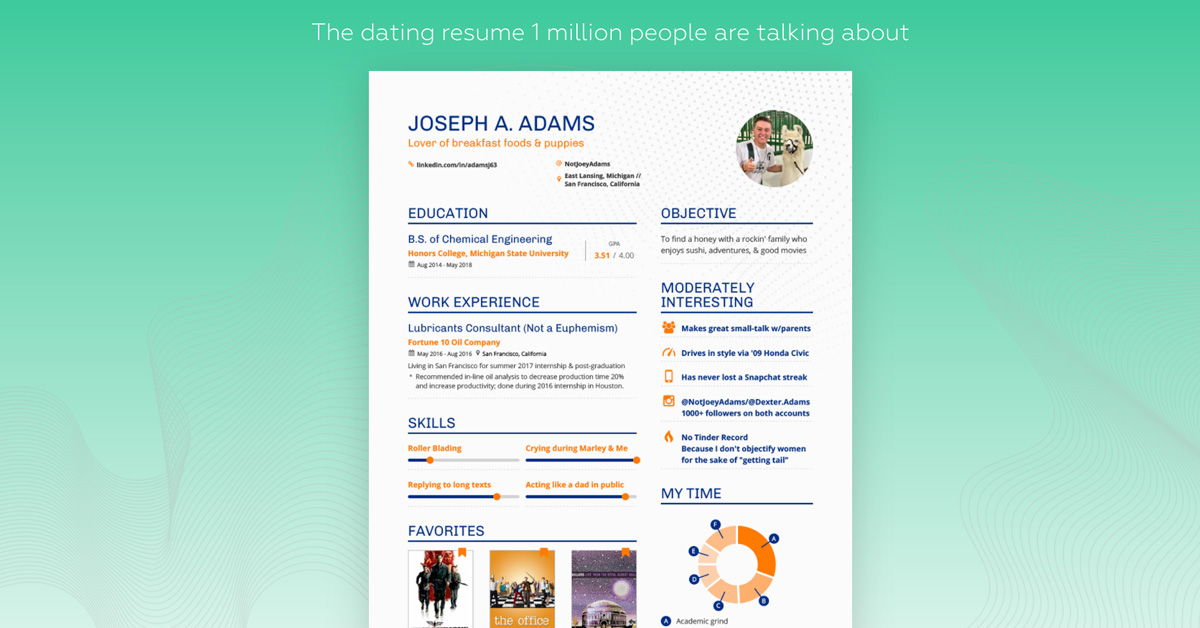 The dating resume 1 million people are talking about
JOSEPH A. ADAMS
Lover of breakfast foods & puppies
linkedin.com/in/adamsj63
@ NotJoeyAdams
East Lansing, Michigan //
San Francisco, California
EDUCATION
B.S. of Chemical Engineering
Honors College, Michigan State University
Aug 2014 - May 2018
GPA
3.51 / 4.00
WORK EXPERIENCE
Lubricants Consultant (Not a Euphemism)
Fortune 10 Oil Company
May 2016 - Aug 2016 San Francisco, California
Living in San Francisco for summer 2017 internship & post-graduation
* Recommended in-line oil analysis to decrease production time 20%
and increase productivity; done during 2016 internship in Houston.
SKILLS
Roller Blading
Crying during Marley & Me
Replying to long texts
Acting like a dad in public
FAVORITES
the office
OBJECTIVE
To find a honey with a rockin' family who
enjoys sushi, adventures, & good movies
MODERATELY
INTERESTING
Makes great small-talk w/parents
Drives in style via '09 Honda Civic
Has never lost a Snapchat streak
@NotJoeyAdams/@Dexter.Adams
1000+ followers on both accounts
No Tinder Record
Because I don't objectify women
for the sake of "getting tail"
MY TIME
F
A
E
D
C
B
A Academic grind